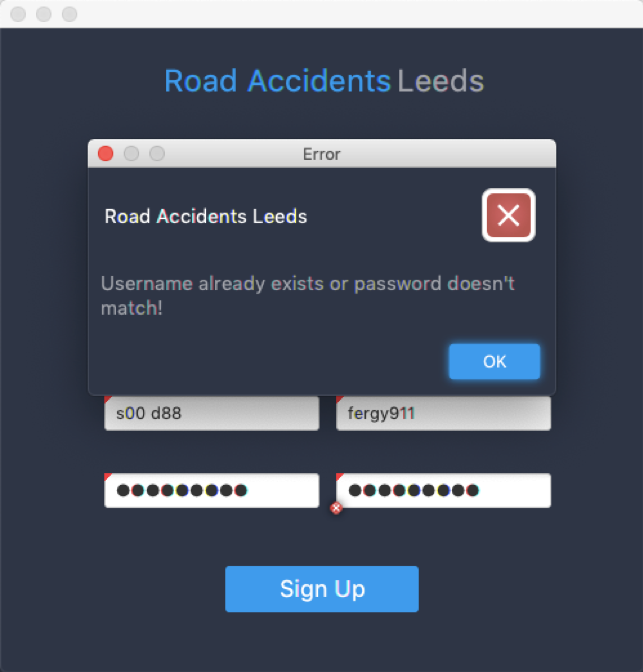 Road Accidents Leeds
Error
Road Accidents Leeds
Username already exists or password doesn't
match!
OK
s00 d88
fergy911
Sign Up